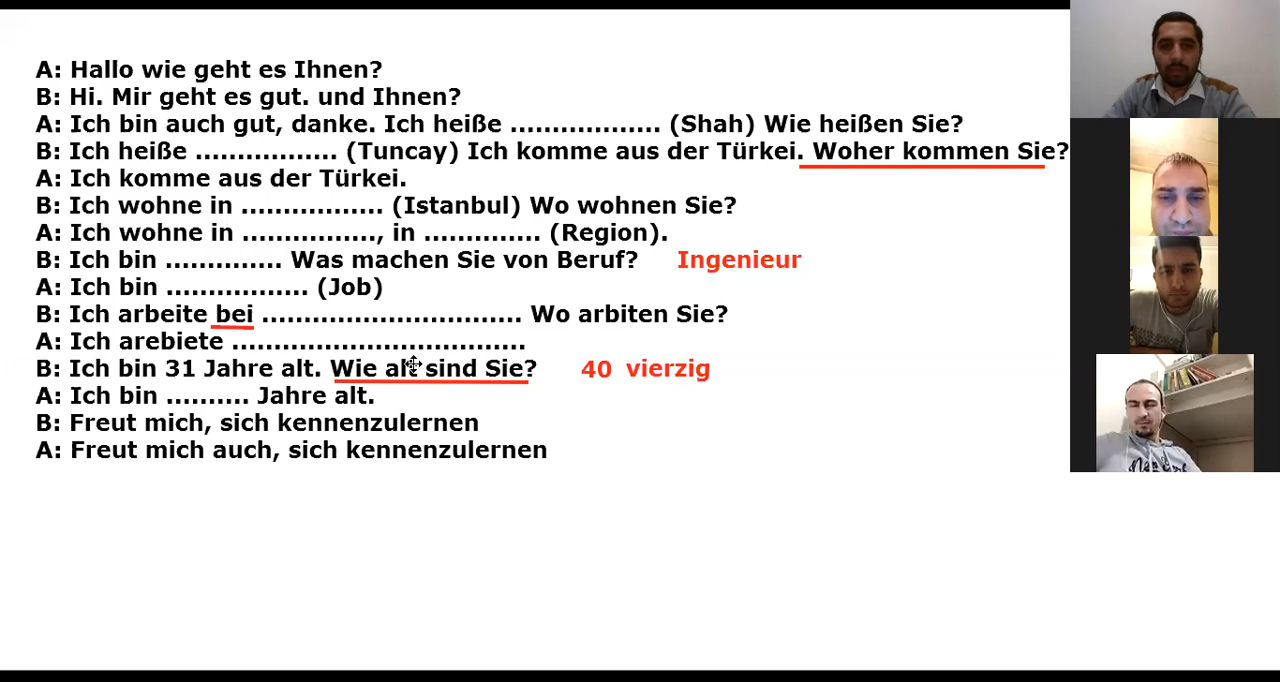 A: Hallo wie geht es Ihnen?
B: Hi. Mir geht es gut. und Ihnen?
A: Ich bin auch gut, danke. Ich heiße .................. (Shah) Wie heißen Sie?
B: Ich heiße ................. (Tuncay) Ich komme aus der Türkei. Woher kommen Sie?
A: Ich komme aus der Türkei.
B: Ich wohne in ................. (Istanbul) Wo wohnen Sie?
A: Ich wohne in ................, in .............. (Region).
B: Ich bin .............. Was machen Sie von Beruf? Ingenieur
A: Ich bin ................. (Job)
B: Ich arbeite bei ............................... Wo arbiten Sie?
A: Ich arebiete ...................................
B: Ich bin 31 Jahre alt. Wie alt sind Sie? 40 vierzig
A: Ich bin .......... Jahre alt.
B: Freut mich, sich kennenzulernen
A: Freut mich auch, sich kennenzulernen